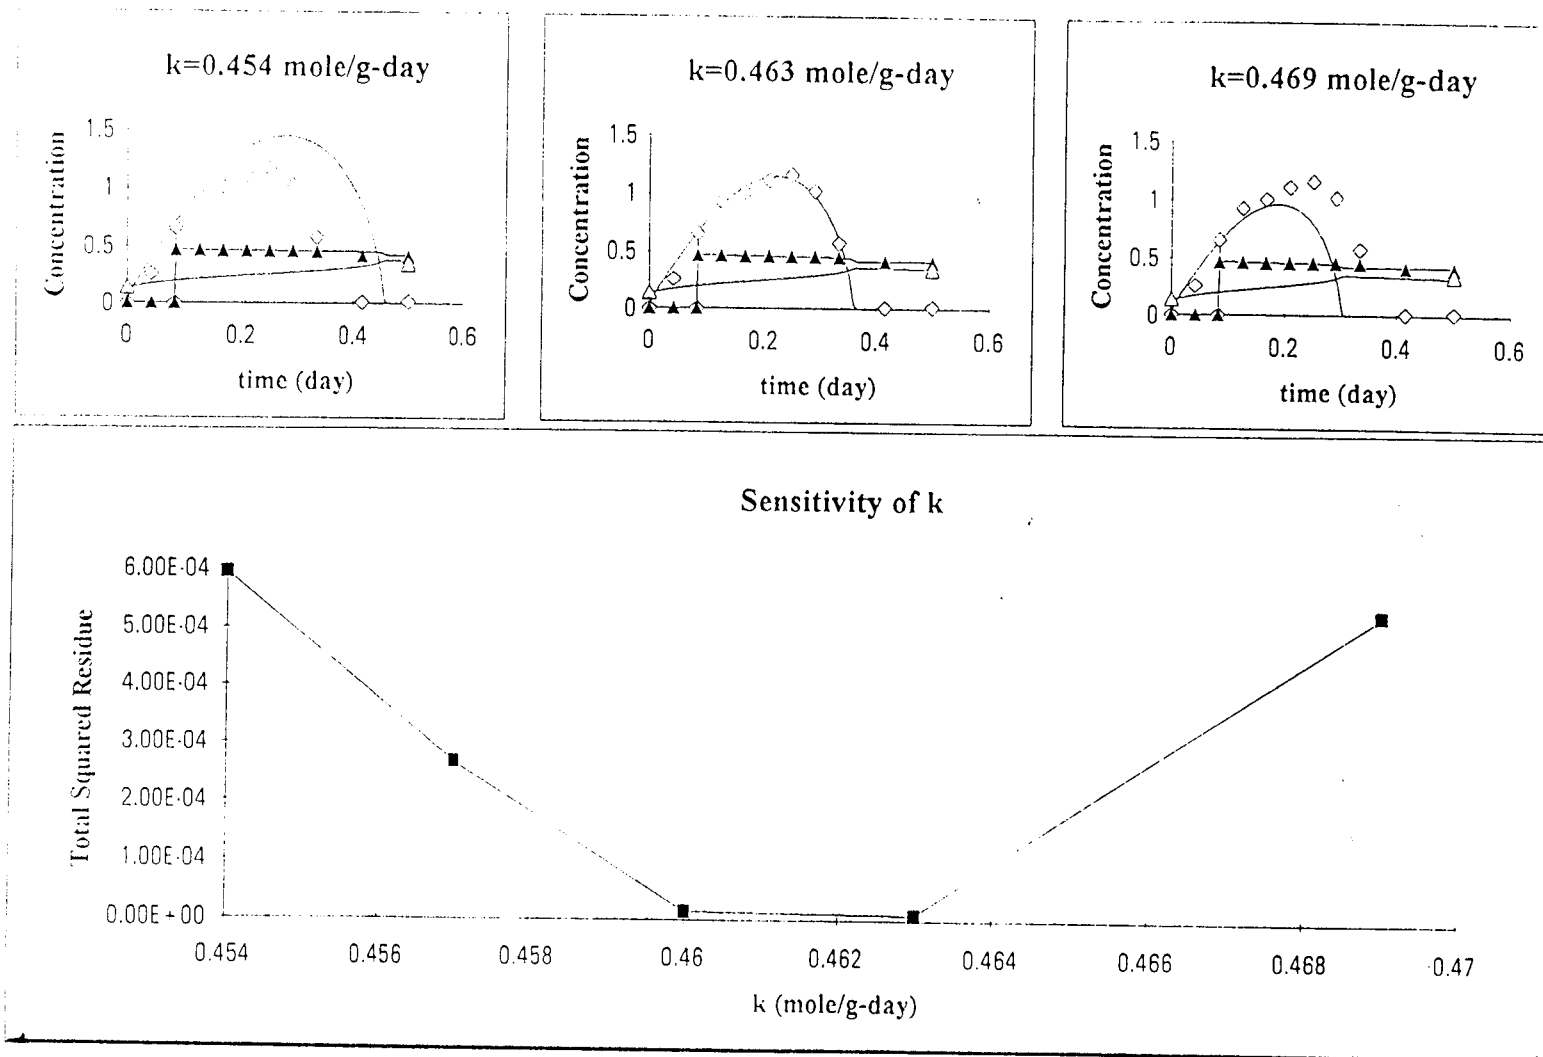 k=0.454 mole/g-day
Concentration
1.5
1
0.5
0
0
0.2
0.4
0.6
time (day)
k=0.463 mole/g-day
Concentration
1.5
1
0.5
0
0
0.2
0.4
0.6
time (day)
k=0.469 mole/g-day
Concentration
1.5
1
0.5
0
0
0.2
0.4
0.6
time (day)
Sensitivity of k
Total Squared Residue
6.00E-04
5.00E-04
4.00E-04
3.00E-04
2.00E-04
1.00E-04
0.00E+00
0.454
0.456
0.458
0.46
0.462
0.464
0.466
0.468
0.47
k (mole/g-day)